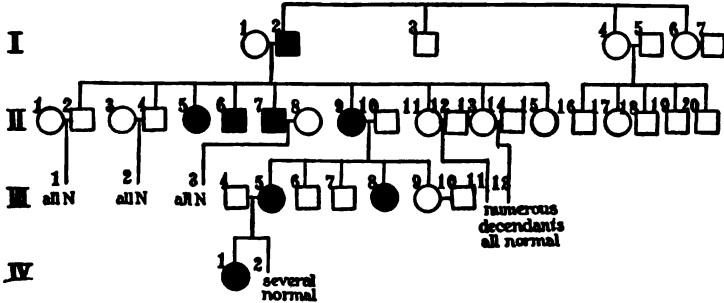 I 1 2 3 4 5 6 7
II 1 2 3 4 5 6 7 8 9 10 11 12 13 14 15 16 17 18 19 20
III 1 2 3 4 5 6 7 8 9 10 11 12
all N all N all N
numerous
decendants
all normal
IV 1 2
several
normal